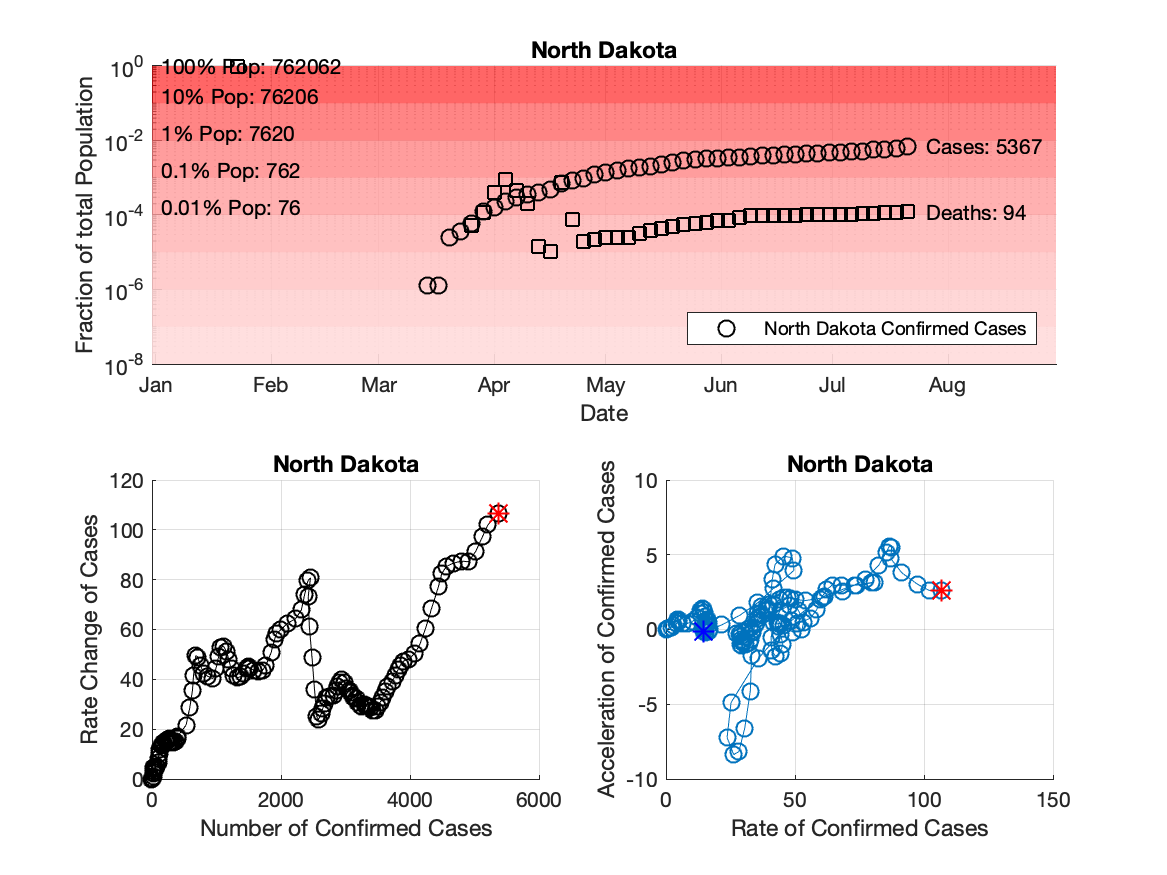 North Dakota
Fraction of total Population
10^0
10^-2
10^-4
10^-6
10^-8
100% Pop: 762062
10% Pop: 76206
1% Pop: 7620
0.1% Pop: 762
0.01% Pop: 76
Cases: 5367
Deaths: 94
North Dakota Confirmed Cases
Jan Feb Mar Apr May Jun Jul Aug
Date
North Dakota
Rate Change of Cases
120
100
80
60
40
20
0
0 2000 4000 6000
Number of Confirmed Cases
North Dakota
Acceleration of Confirmed Cases
10
5
0
-5
-10
0 50 100 150
Rate of Confirmed Cases